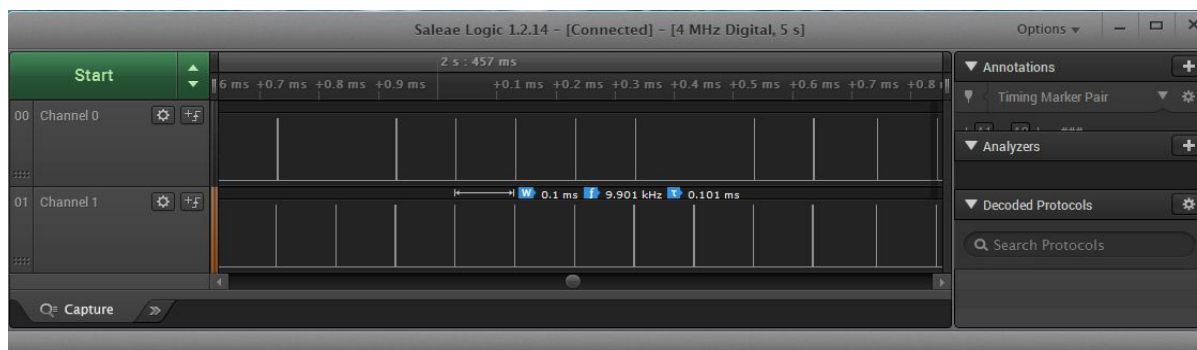 Saleae Logic 1.2.14 – [Connected] – [4 MHz Digital, 5 s]
Options
Start
2 s : 457 ms
6 ms +0.7 ms +0.8 ms +0.9 ms +0.1 ms +0.2 ms +0.3 ms +0.4 ms +0.5 ms +0.6 ms +0.7 ms +0.8
Annotations
Timing Marker Pair
00 Channel 0
Analyzers
01 Channel 1
W 0.1 ms f 9.901 kHz T 0.101 ms
Decoded Protocols
Search Protocols
Capture